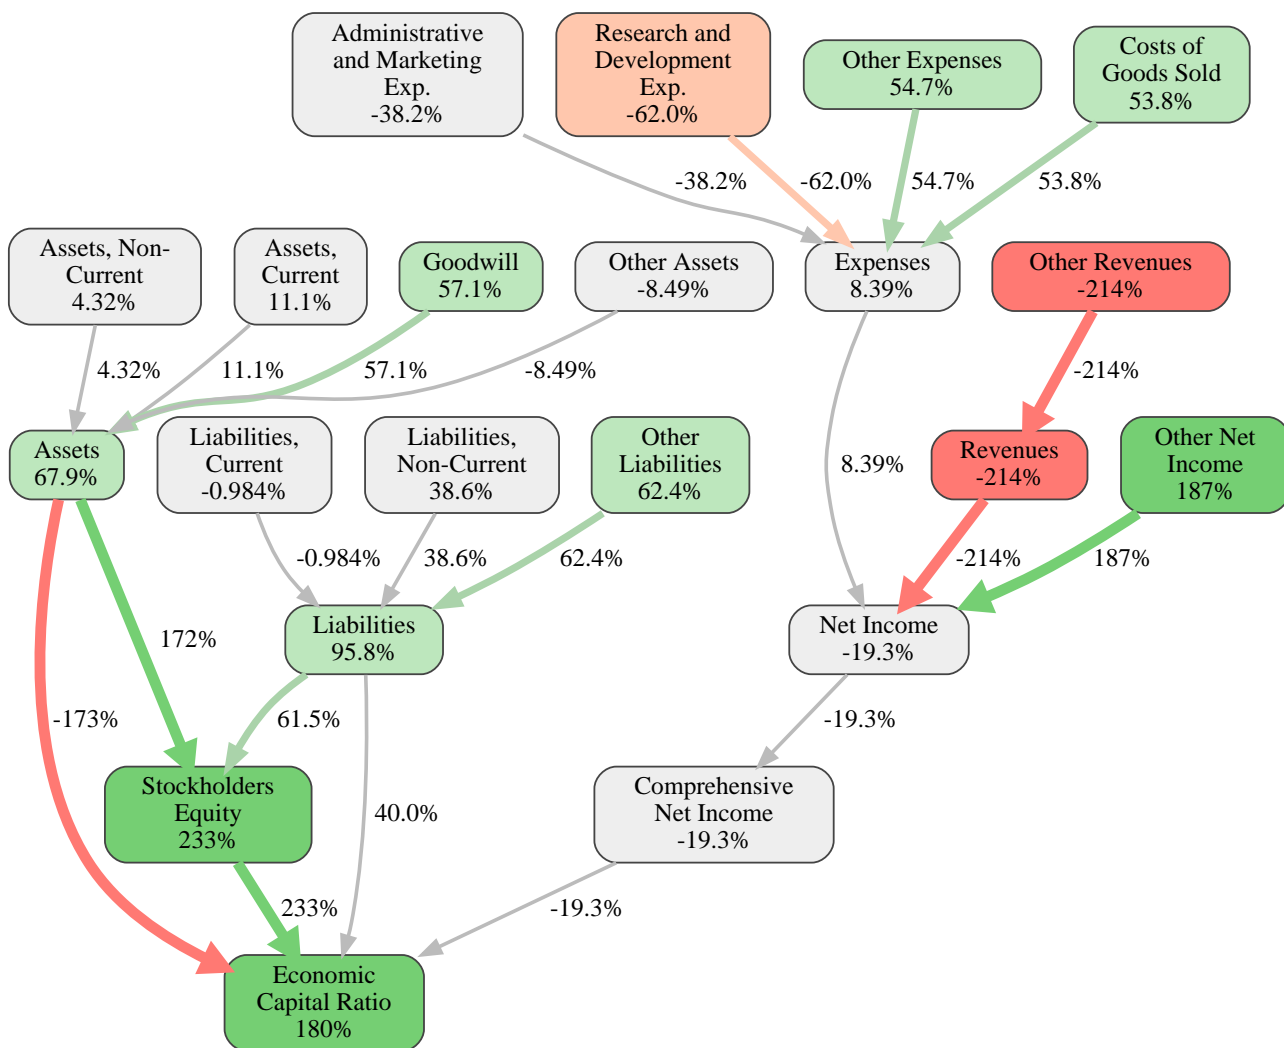 Administrative
and Marketing
Exp.
-38.2%
Research and
Development
Exp.
-62.0%
Other Expenses
54.7%
Costs of
Goods Sold
53.8%
-38.2%
-62.0%
54.7%
53.8%
Assets, Non-
Current
4.32%
Assets,
Current
11.1%
Goodwill
57.1%
Other Assets
-8.49%
Expenses
8.39%
Other Revenues
-214%
4.32%
11.1%
57.1%
-8.49%
-214%
Assets
67.9%
Liabilities,
Current
-0.984%
Liabilities,
Non-Current
38.6%
Other
Liabilities
62.4%
8.39%
Revenues
-214%
Other Net
Income
187%
-0.984%
38.6%
62.4%
-214%
187%
Liabilities
95.8%
Net Income
-19.3%
172%
-173%
61.5%
-19.3%
Stockholders
Equity
233%
40.0%
Comprehensive
Net Income
-19.3%
233%
-19.3%
Economic
Capital Ratio
180%